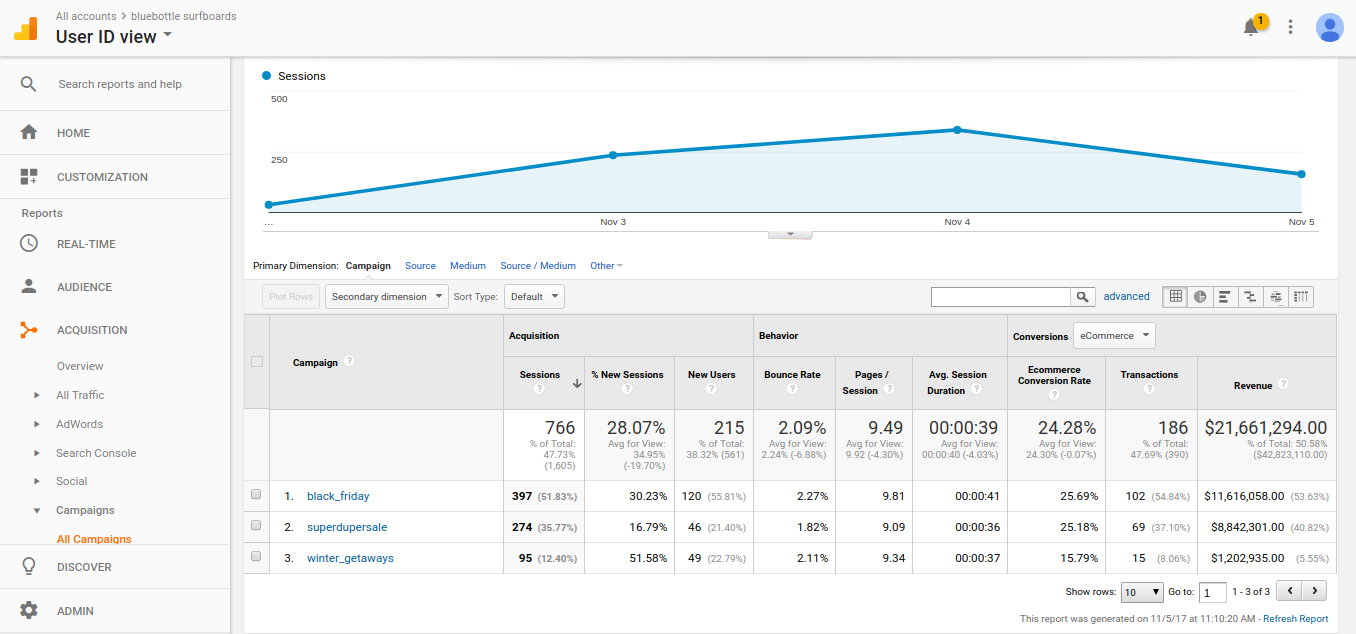 All accounts > bluebottle surfboards
User ID view
1
Search reports and help
HOME
CUSTOMIZATION
Reports
REAL-TIME
AUDIENCE
ACQUISITION
Overview
All Traffic
AdWords
Search Console
Social
Campaigns
All Campaigns
DISCOVER
ADMIN
Sessions
500
250
... Nov 3 Nov 4 Nov 5
Primary Dimension: Campaign Source Medium Source / Medium Other
Plot Rows Secondary dimension Sort Type: Default advanced
Campaign ?
Acquisition Behavior Conversions eCommerce
Sessions ? % New Sessions ? New Users ? Bounce Rate ? Pages / Session ? Avg. Session Duration ? Ecommerce Conversion Rate ? Transactions ? Revenue ?
766 28.07% 215 2.09% 9.49 00:00:39 24.28% 186 $21,661,294.00
% of Total: 47.73% (1,605) Avg for View: 34.95% (-19.70%) % of Total: 38.32% (561) Avg for View: 2.24% (-6.88%) Avg for View: 9.92 (-4.30%) Avg for View: 00:00:40 (-4.03%) Avg for View: 24.30% (-0.07%) % of Total: 47.69% (390) % of Total: 50.58% ($42,823,110.00)
1. black_friday 397 (51.83%) 30.23% 120 (55.81%) 2.27% 9.81 00:00:41 25.69% 102 (54.84%) $11,616,058.00 (53.63%)
2. superdupersale 274 (35.77%) 16.79% 46 (21.40%) 1.82% 9.09 00:00:36 25.18% 69 (37.10%) $8,842,301.00 (40.82%)
3. winter_getaways 95 (12.40%) 51.58% 49 (22.79%) 2.11% 9.34 00:00:37 15.79% 15 (8.06%) $1,202,935.00 (5.55%)
Show rows: 10 Go to: 1 1 - 3 of 3
This report was generated on 11/5/17 at 11:10:20 AM - Refresh Report